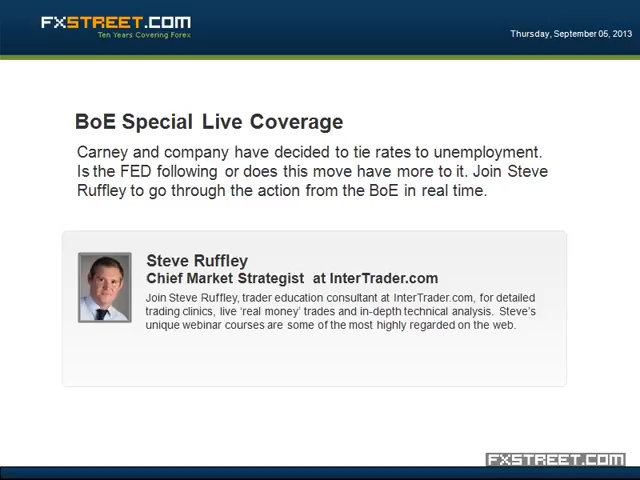 FXSTREET.COM
Ten Years Covering Forex
Thursday, September 05, 2013
BoE Special Live Coverage
Carney and company have decided to tie rates to unemployment.
Is the FED following or does this move have more to it. Join Steve
Ruffley to go through the action from the BoE in real time.
Steve Ruffley
Chief Market Strategist at InterTrader.com
Join Steve Ruffley, trader education consultant at InterTrader.com, for detailed
trading clinics, live ‘real money’ trades and in-depth technical analysis. Steve’s
unique webinar courses are some of the most highly regarded on the web.
FXSTREET.COM